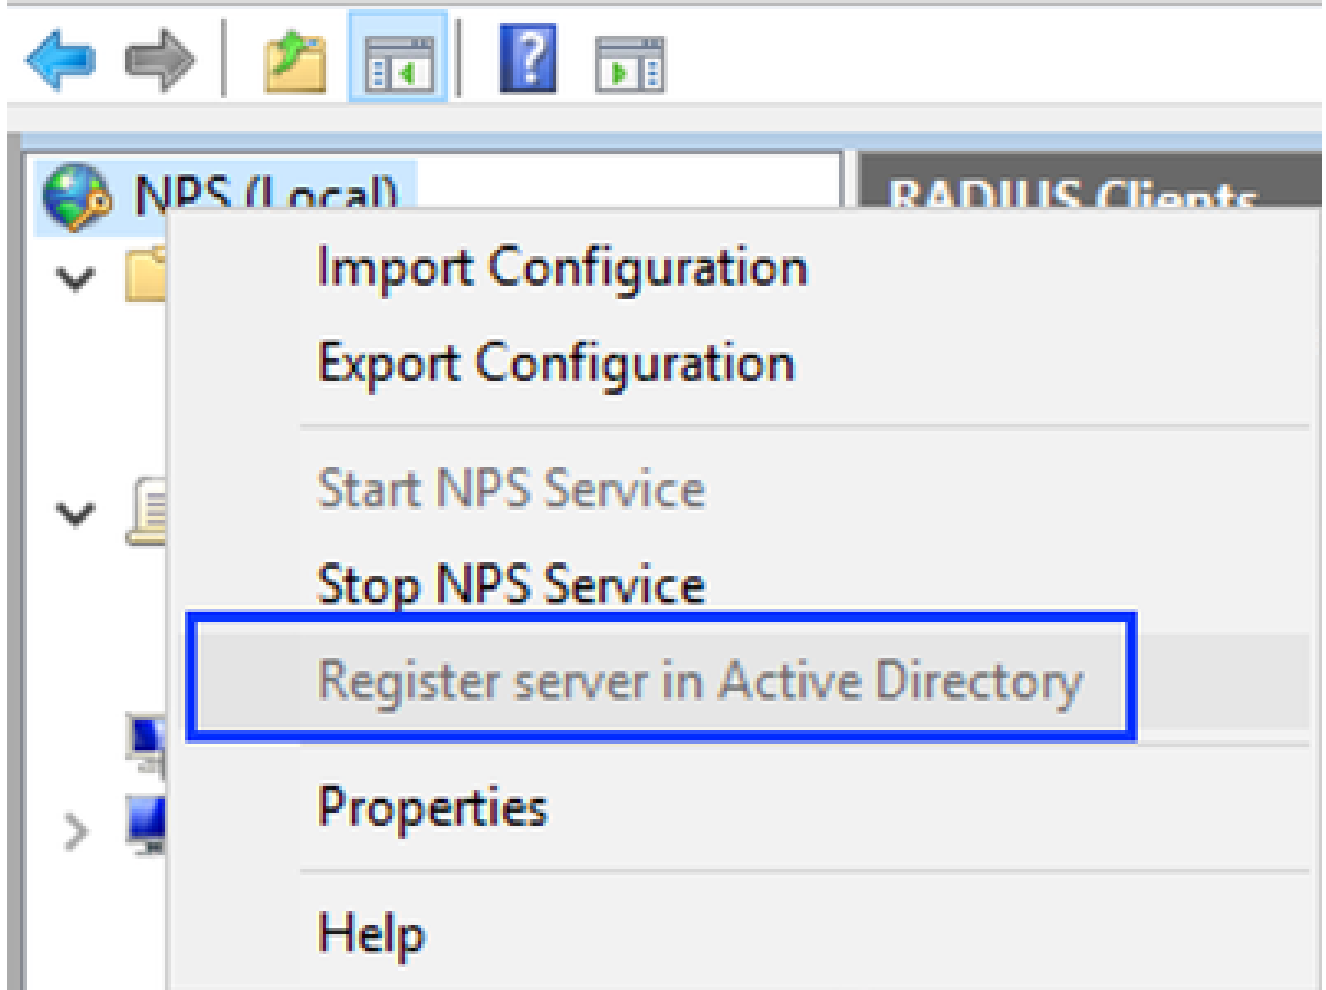 NPS (Local)
RADIUS Clients
Import Configuration
Export Configuration
Start NPS Service
Stop NPS Service
Register server in Active Directory
Properties
Help